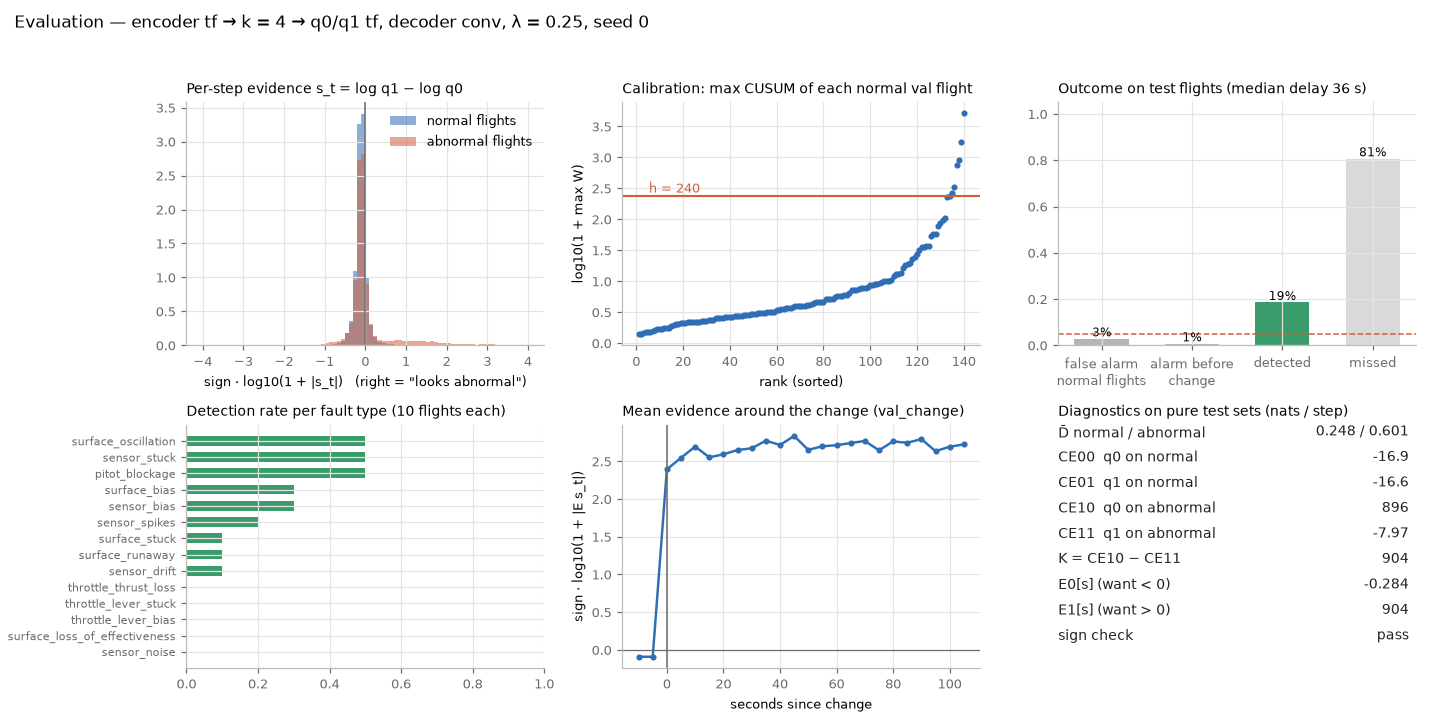 Evaluation — encoder tf → k = 4 → q0/q1 tf, decoder conv, λ = 0.25, seed 0
Per-step evidence s_t = log q1 − log q0
3.5
3.0
2.5
2.0
1.5
1.0
0.5
0.0
normal flights
abnormal flights
−4
−3
−2
−1
0
1
2
3
4
sign · log10(1 + |s_t|)   (right = "looks abnormal")
Calibration: max CUSUM of each normal val flight
log10(1 + max W)
3.5
3.0
2.5
2.0
1.5
1.0
0.5
0.0
h = 240
0
20
40
60
80
100
120
140
rank (sorted)
Outcome on test flights (median delay 36 s)
1.0
0.8
0.6
0.4
0.2
0.0
3%
1%
19%
81%
false alarm
normal flights
alarm before
change
detected
missed
Detection rate per fault type (10 flights each)
surface_oscillation
sensor_stuck
pitot_blockage
surface_bias
sensor_bias
sensor_spikes
surface_stuck
surface_runaway
sensor_drift
throttle_thrust_loss
throttle_lever_stuck
throttle_lever_bias
surface_loss_of_effectiveness
sensor_noise
0.0
0.2
0.4
0.6
0.8
1.0
Mean evidence around the change (val_change)
sign · log10(1 + |E s_t|)
2.5
2.0
1.5
1.0
0.5
0.0
0
20
40
60
80
100
seconds since change
Diagnostics on pure test sets (nats / step)
D̄ normal / abnormal 0.248 / 0.601
CE00  q0 on normal -16.9
CE01  q1 on normal -16.6
CE10  q0 on abnormal 896
CE11  q1 on abnormal -7.97
K = CE10 − CE11 904
E0[s] (want < 0) -0.284
E1[s] (want > 0) 904
sign check pass